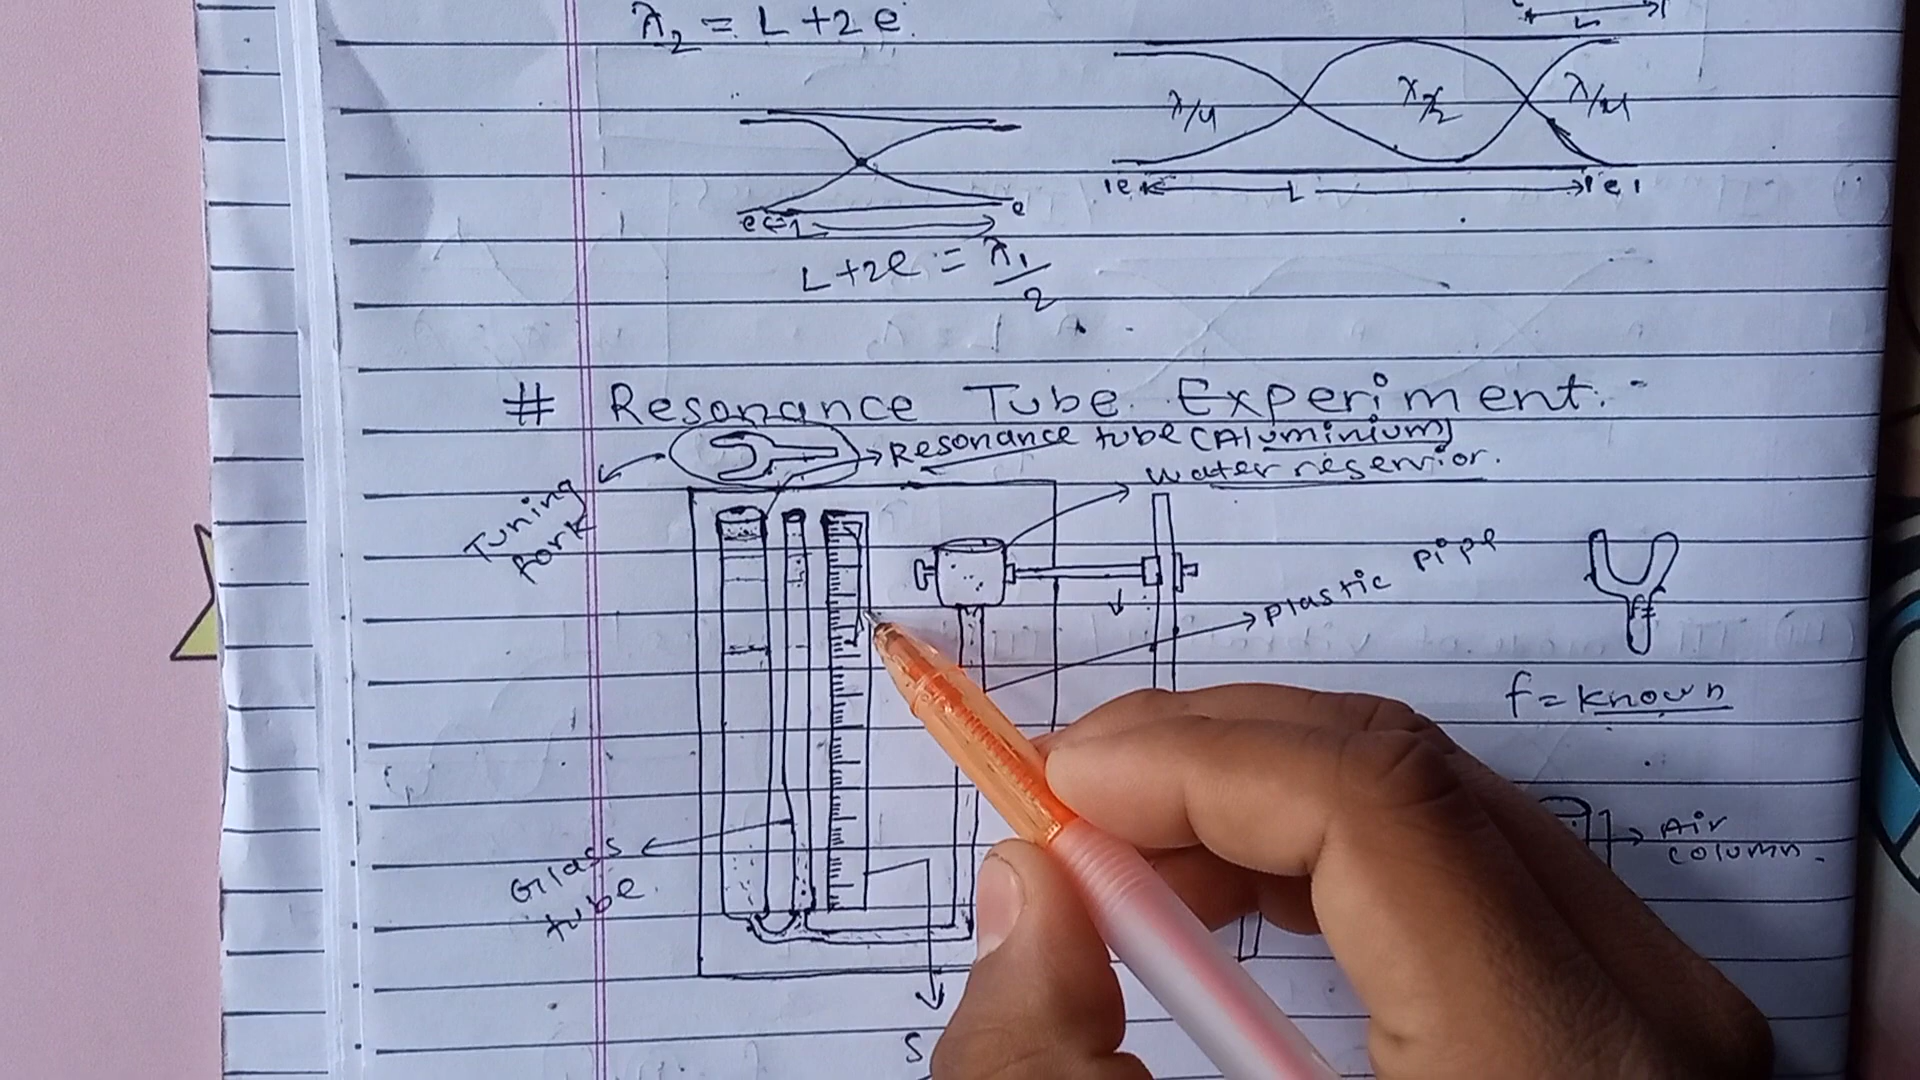 λ₂ = L + 2e
L
λ/4
λ/2
λ/4
e
L
e
e
L
e
L+2e = λ₁/2
# Resonance Tube Experiment:-
Resonance tube (Aluminium)
water reservior.
Tuning
fork
plastic pipe
f = known
Glass
tube.
Air
column.
S